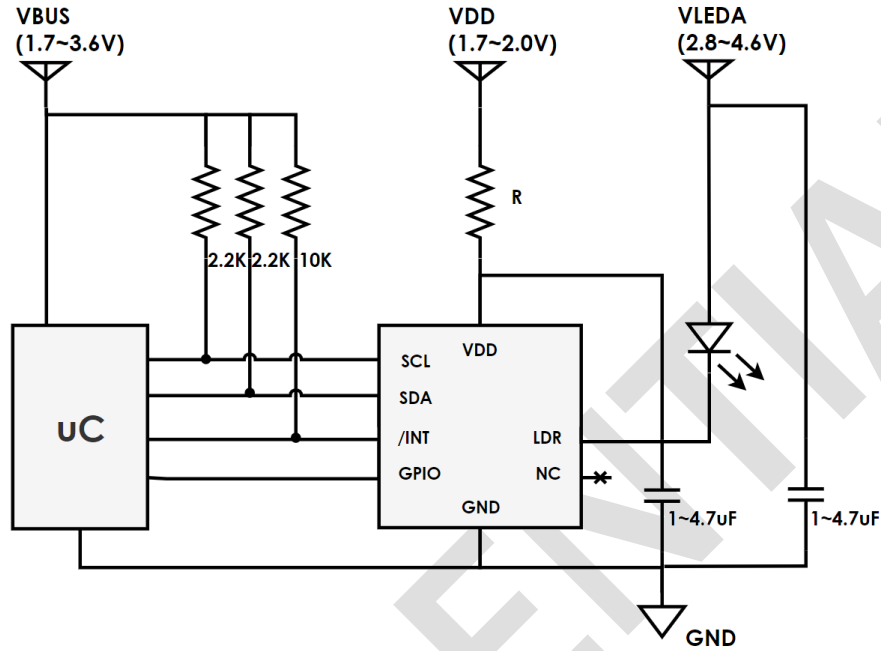 VBUS
(1.7~3.6V)
VDD
(1.7~2.0V)
VLEDA
(2.8~4.6V)
R
2.2K 2.2K 10K
uC
SCL
SDA
/INT
GPIO
VDD
LDR
NC
GND
1~4.7uF
1~4.7uF
GND
ENTIA